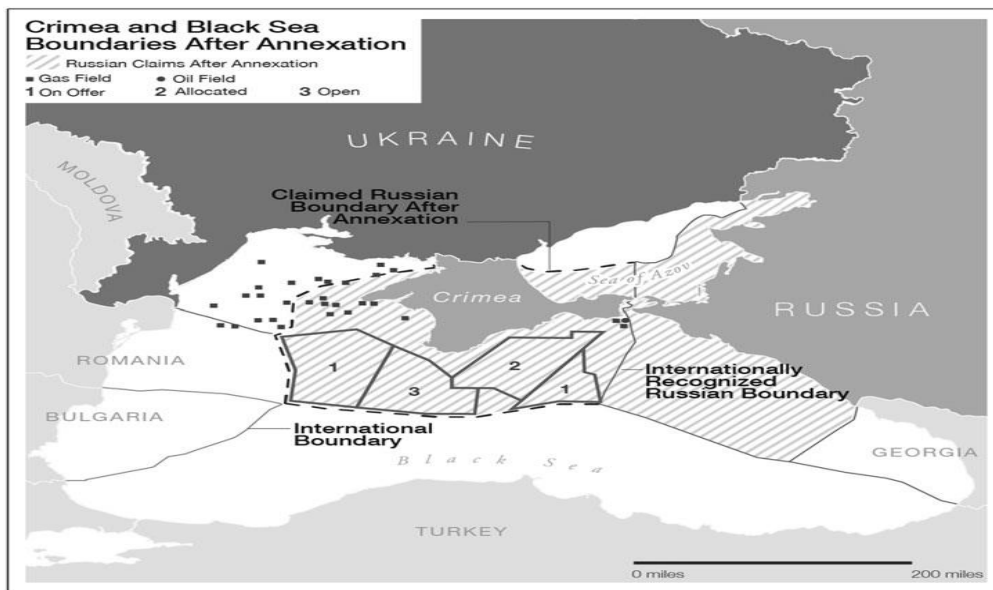 Crimea and Black Sea
Boundaries After Annexation
Russian Claims After Annexation
Gas Field Oil Field
1 On Offer 2 Allocated 3 Open
UKRAINE
MOLDOVA
Claimed Russian
Boundary After
Annexation
Sea of Azov
Crimea
RUSSIA
ROMANIA
1
2
3
1
Internationally
Recognized
Russian Boundary
BULGARIA
International
Boundary
Black Sea
GEORGIA
TURKEY
0 miles 200 miles